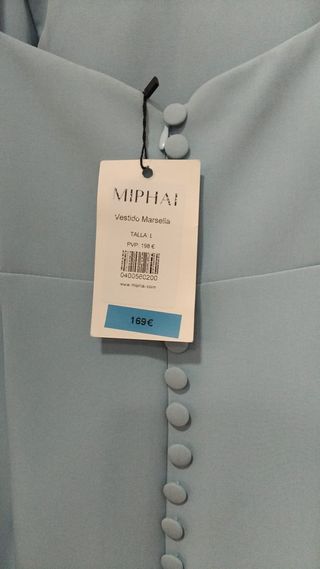 MIPHAI
Vestido Marsella
TALLA: L
PVP: 198 €
0400560200
www.miphai.com
169€